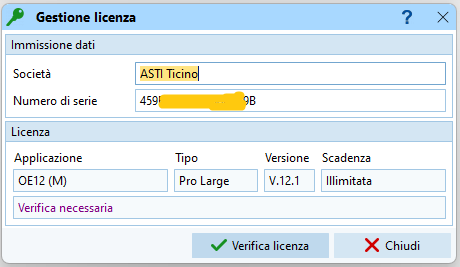 Gestione licenza
?
Immissione dati
Società ASTI Ticino
Numero di serie 459 9B
Licenza
Applicazione Tipo Versione Scadenza
OE12 (M) Pro Large V.12.1 Illimitata
Verifica necessaria
Verifica licenza Chiudi